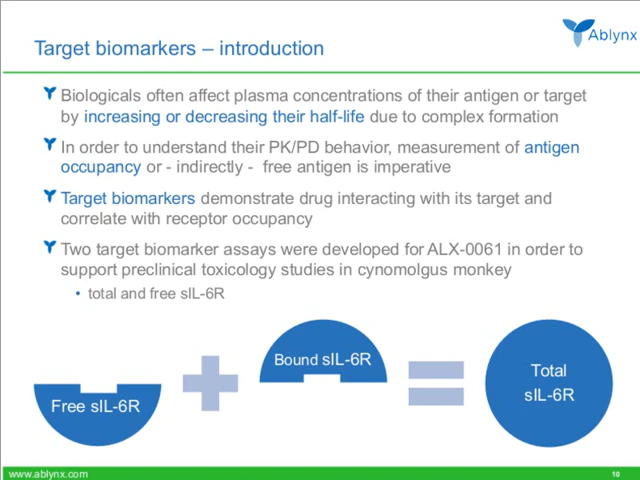 Ablynx
Target biomarkers – introduction
Biologicals often affect plasma concentrations of their antigen or target
by increasing or decreasing their half-life due to complex formation
In order to understand their PK/PD behavior, measurement of antigen
occupancy or - indirectly - free antigen is imperative
Target biomarkers demonstrate drug interacting with its target and
correlate with receptor occupancy
Two target biomarker assays were developed for ALX-0061 in order to
support preclinical toxicology studies in cynomolgus monkey
• total and free sIL-6R
Free sIL-6R
Bound sIL-6R
Total
sIL-6R
www.ablynx.com
10